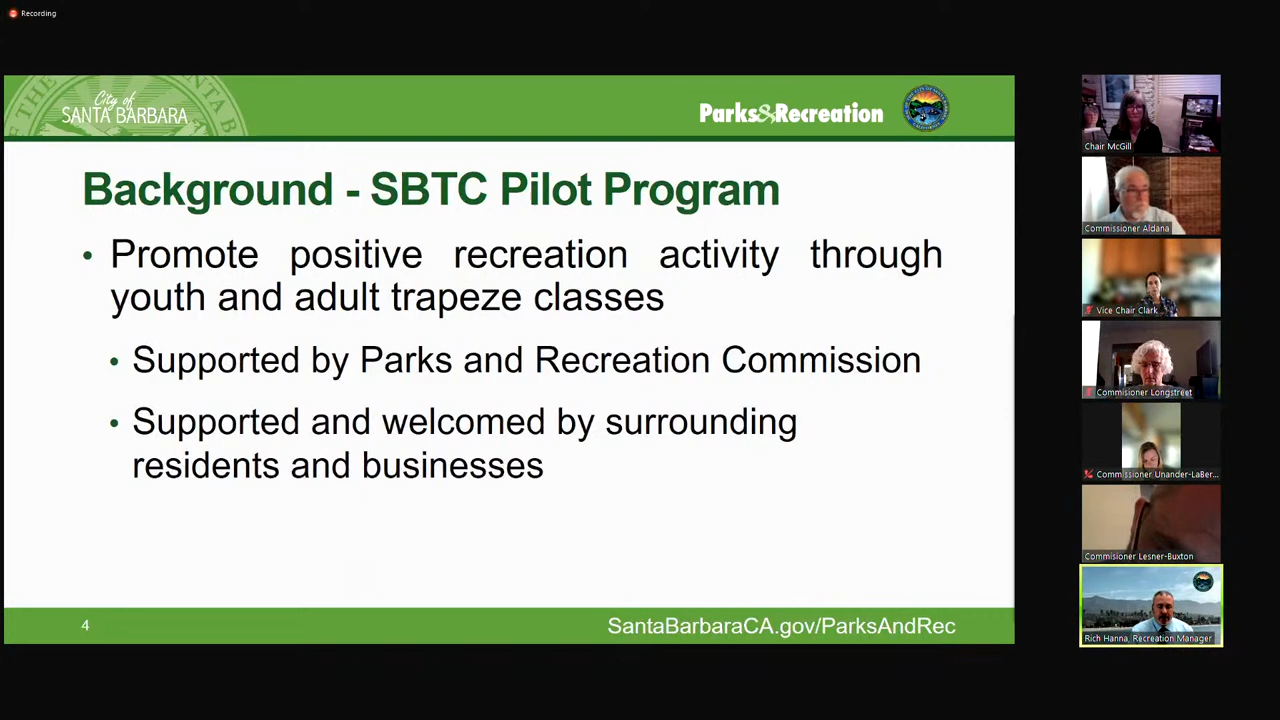 Recording
City of
SANTA BARBARA
Parks&Recreation
Background - SBTC Pilot Program
• Promote positive recreation activity through
youth and adult trapeze classes
• Supported by Parks and Recreation Commission
• Supported and welcomed by surrounding
residents and businesses
4
SantaBarbaraCA.gov/ParksAndRec
Chair McGill
Commissioner Aldana
Vice Chair Clark
Commisioner Longstreet
Commissioner Unander-LaBer...
Commisioner Lesner-Buxton
Rich Hanna, Recreation Manager